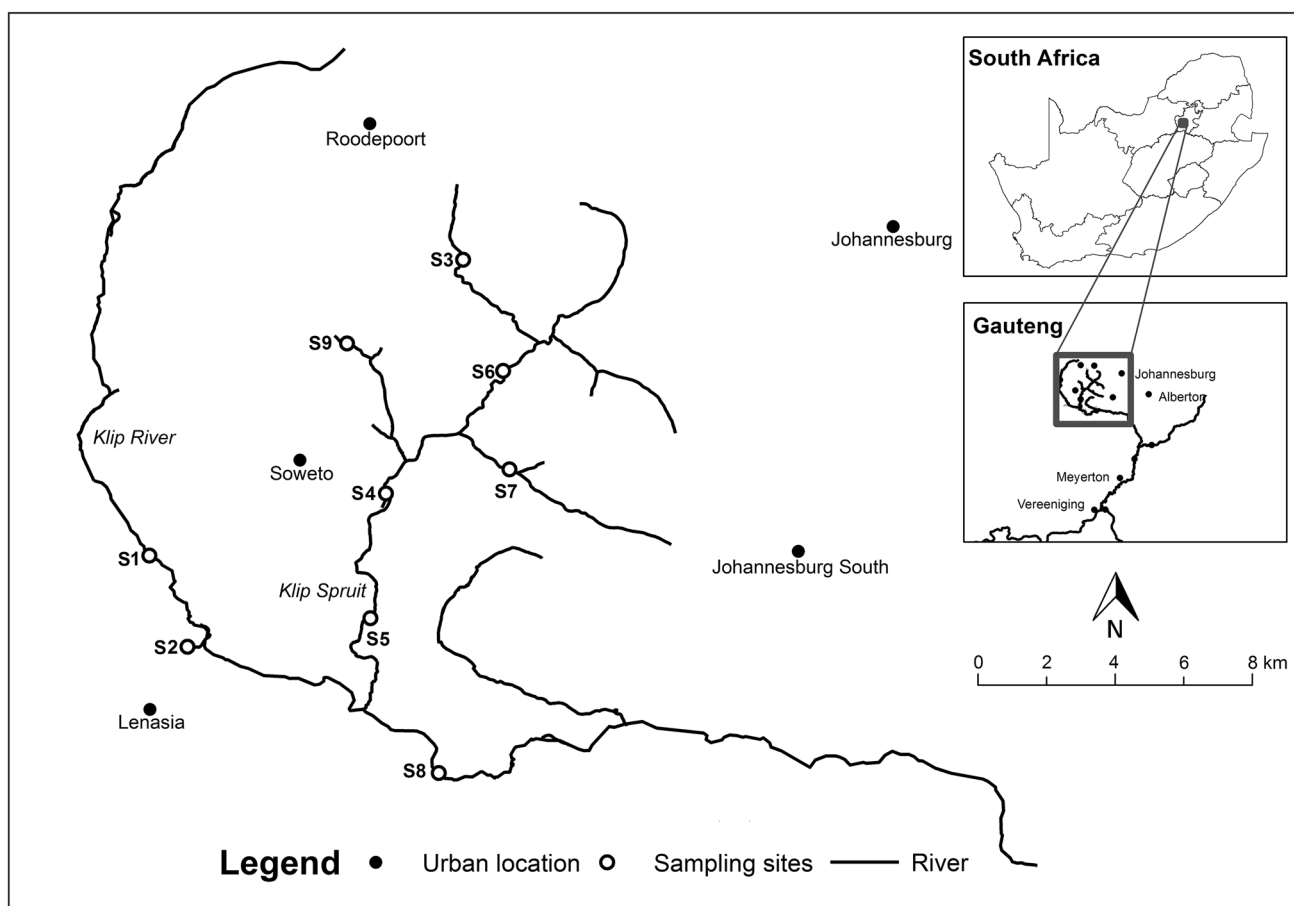 South Africa
Roodepoort
Johannesburg
S3
Gauteng
S9
S6
Johannesburg
Alberton
Klip River
Soweto
S7
S4
Meyerton
Vereeniging
S1
Johannesburg South
Klip Spruit
S5
S2
N
0 2 4 6 8 km
Lenasia
S8
Legend Urban location Sampling sites River